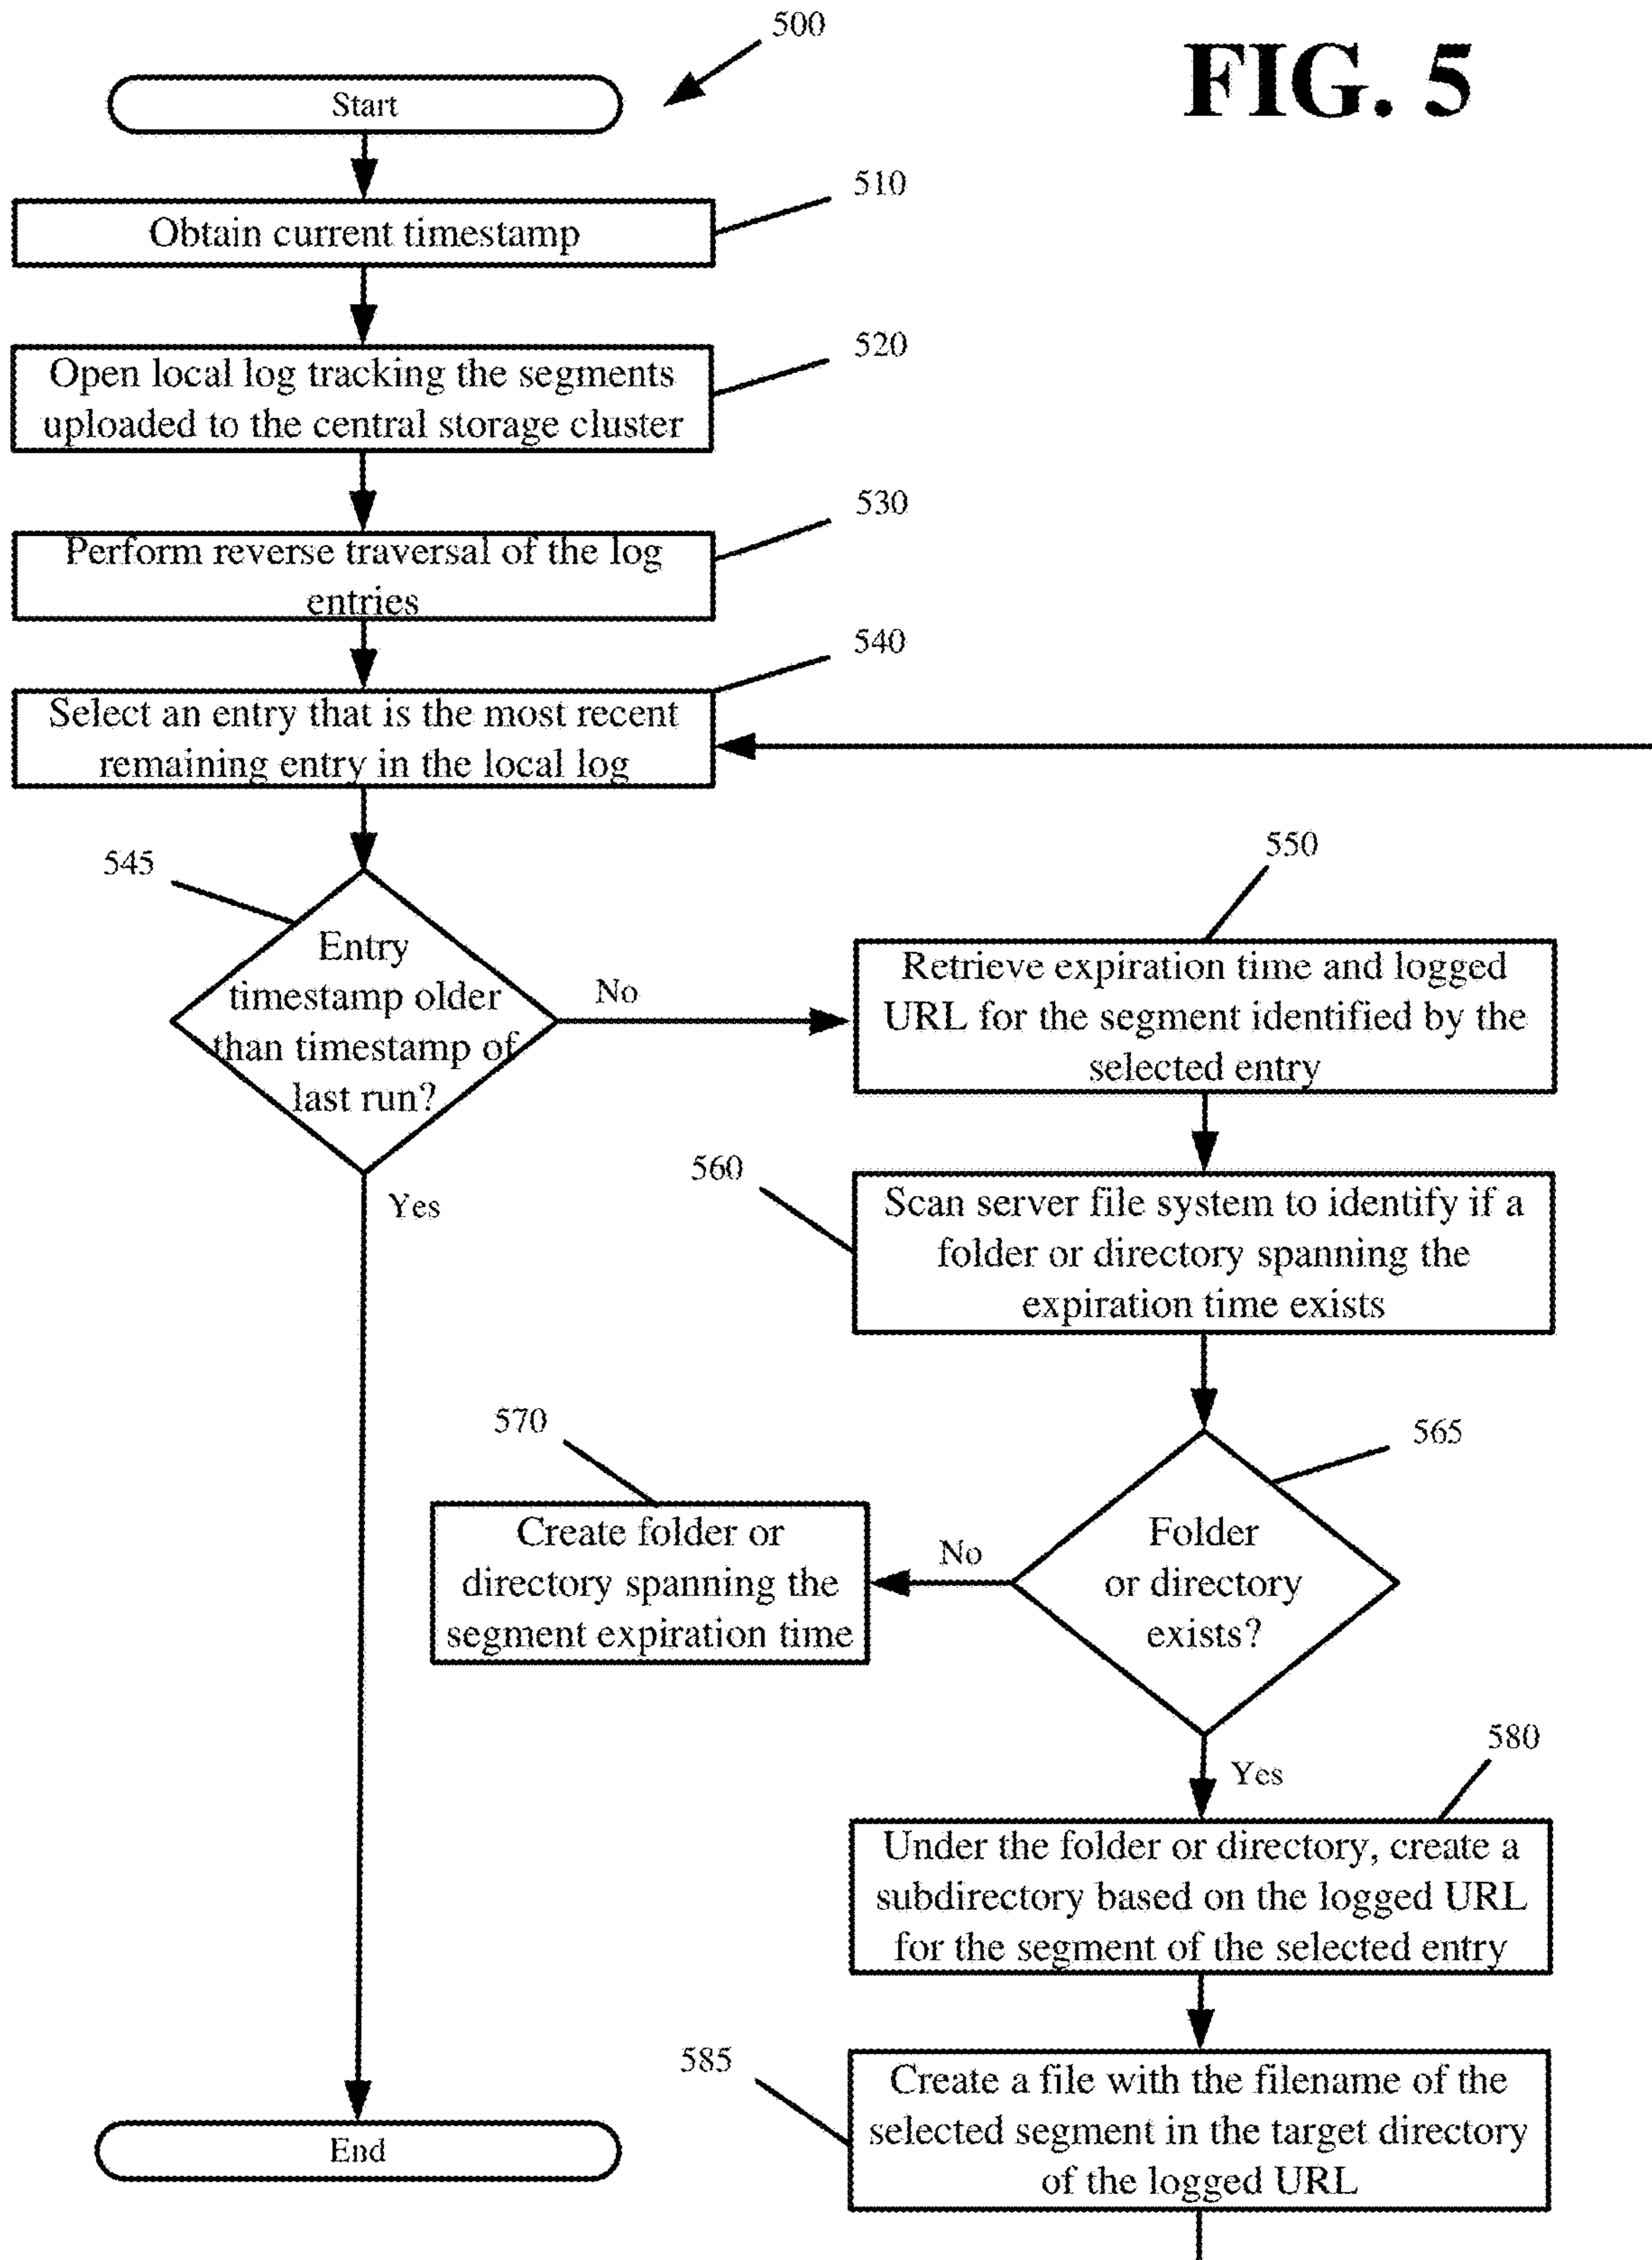 500
FIG. 5
Start
510
Obtain current timestamp
520
Open local log tracking the segments
uploaded to the central storage cluster
530
Perform reverse traversal of the log
entries
540
Select an entry that is the most recent
remaining entry in the local log
545
Entry
timestamp older
than timestamp of
last run?
No
Yes
550
Retrieve expiration time and logged
URL for the segment identified by the
selected entry
560
Scan server file system to identify if a
folder or directory spanning the
expiration time exists
565
Folder
or directory
exists?
No
570
Create folder or
directory spanning the
segment expiration time
Yes
580
Under the folder or directory, create a
subdirectory based on the logged URL
for the segment of the selected entry
585
Create a file with the filename of the
selected segment in the target directory
of the logged URL
End